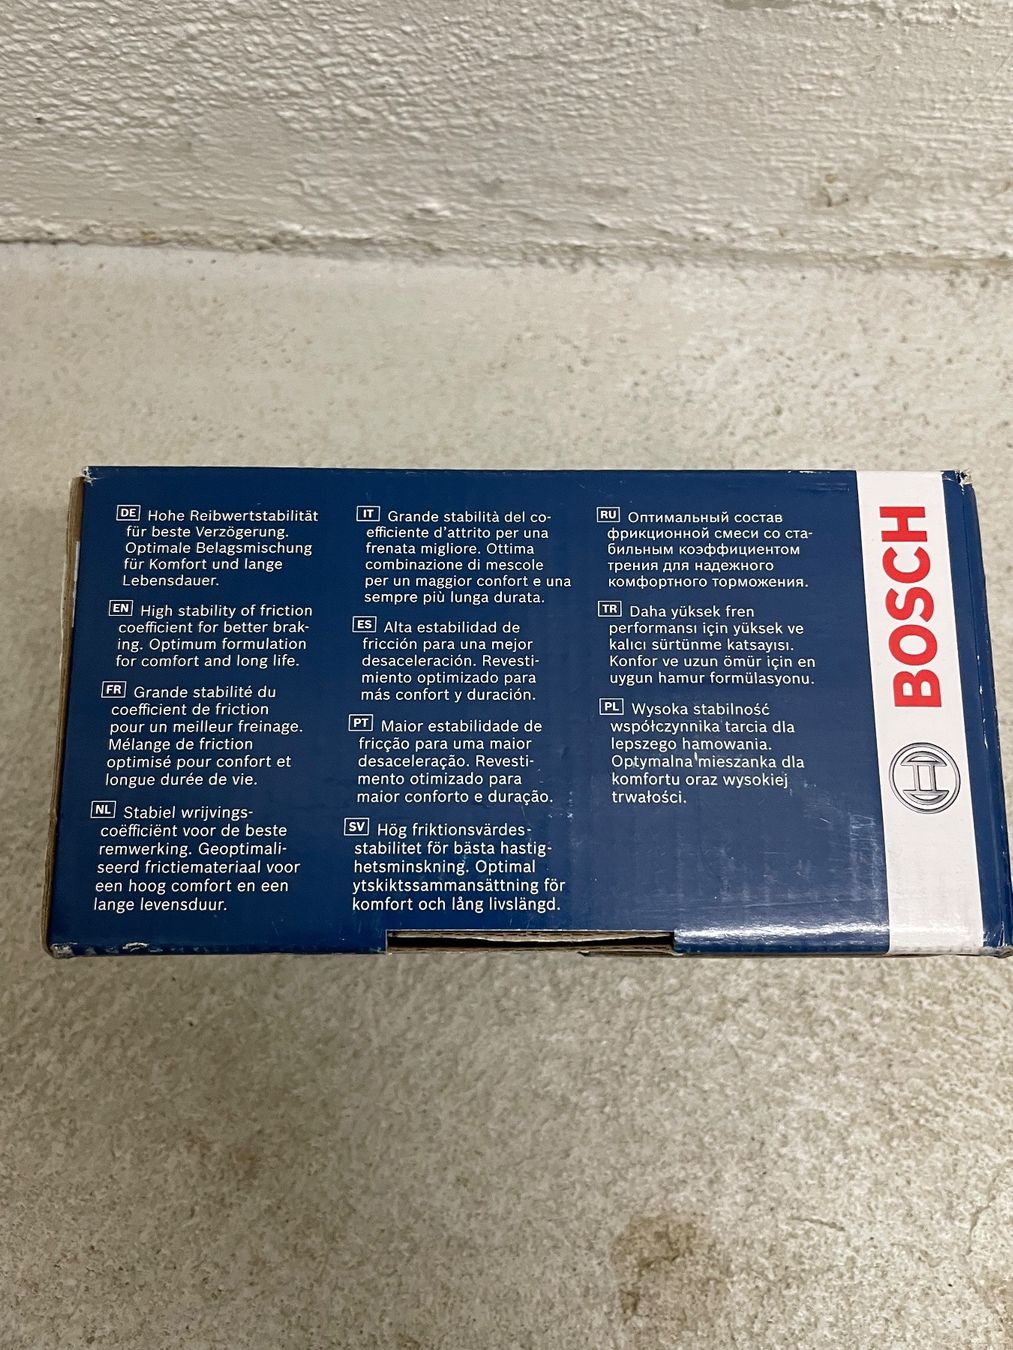 DE Hohe Reibwertstabilität
für beste Verzögerung.
Optimale Belagsmischung
für Komfort und lange
Lebensdauer.
EN High stability of friction
coefficient for better brak-
ing. Optimum formulation
for comfort and long life.
FR Grande stabilité du
coefficient de friction
pour un meilleur freinage.
Mélange de friction
optimisé pour confort et
longue durée de vie.
NL Stabiel wrijvings-
coëfficiënt voor de beste
remwerking. Geoptimali-
seerd frictiemateriaal voor
een hoog comfort en een
lange levensduur.
IT Grande stabilità del co-
efficiente d'attrito per una
frenata migliore. Ottima
combinazione di mescole
per un maggior confort e una
sempre più lunga durata.
ES Alta estabilidad de
fricción para una mejor
desaceleración. Revesti-
miento optimizado para
más confort y duración.
PT Maior estabilidade de
fricção para uma maior
desaceleração. Revesti-
mento otimizado para
maior conforto e duração.
SV Hög friktionsvärdes-
stabilitet för bästa hastig-
hetsminskning. Optimal
ytskiktssammansättning för
komfort och lång livslängd.
RU Оптимальный состав
фрикционной смеси со ста-
бильным коэффициентом
трения для надежного
комфортного торможения.
TR Daha yüksek fren
performansı için yüksek ve
kalıcı sürtünme katsayısı.
Konfor ve uzun ömür için en
uygun hamur formülasyonu.
PL Wysoka stabilność
współczynnika tarcia dla
lepszego hamowania.
Optymalna mieszanka dla
komfortu oraz wysokiej
trwałości.
BOSCH